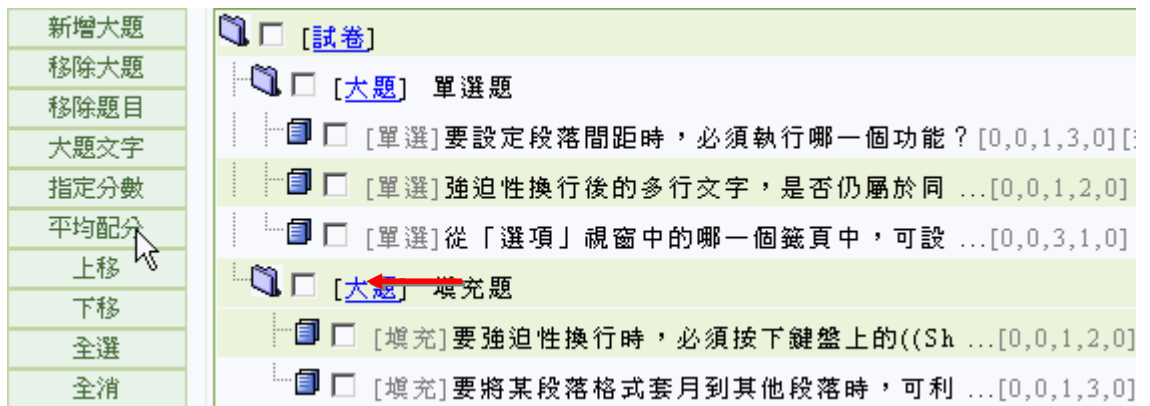 新增大題
移除大題
移除題目
大題文字
指定分數
平均配分
上移
下移
全選
全消
[試卷]
[大題] 單選題
[單選]要設定段落間距時，必須執行哪一個功能？[0,0,1,3,0][
[單選]強迫性換行後的多行文字，是否仍屬於同 ...[0,0,1,2,0]
[單選]從「選項」視窗中的哪一個籤頁中，可設 ...[0,0,3,1,0]
[大題] 填充題
[填充]要強迫性換行時，必須按下鍵盤上的((Sh ...[0,0,1,2,0]
[填充]要將某段落格式套月到其他段落時，可利 ...[0,0,1,3,0]